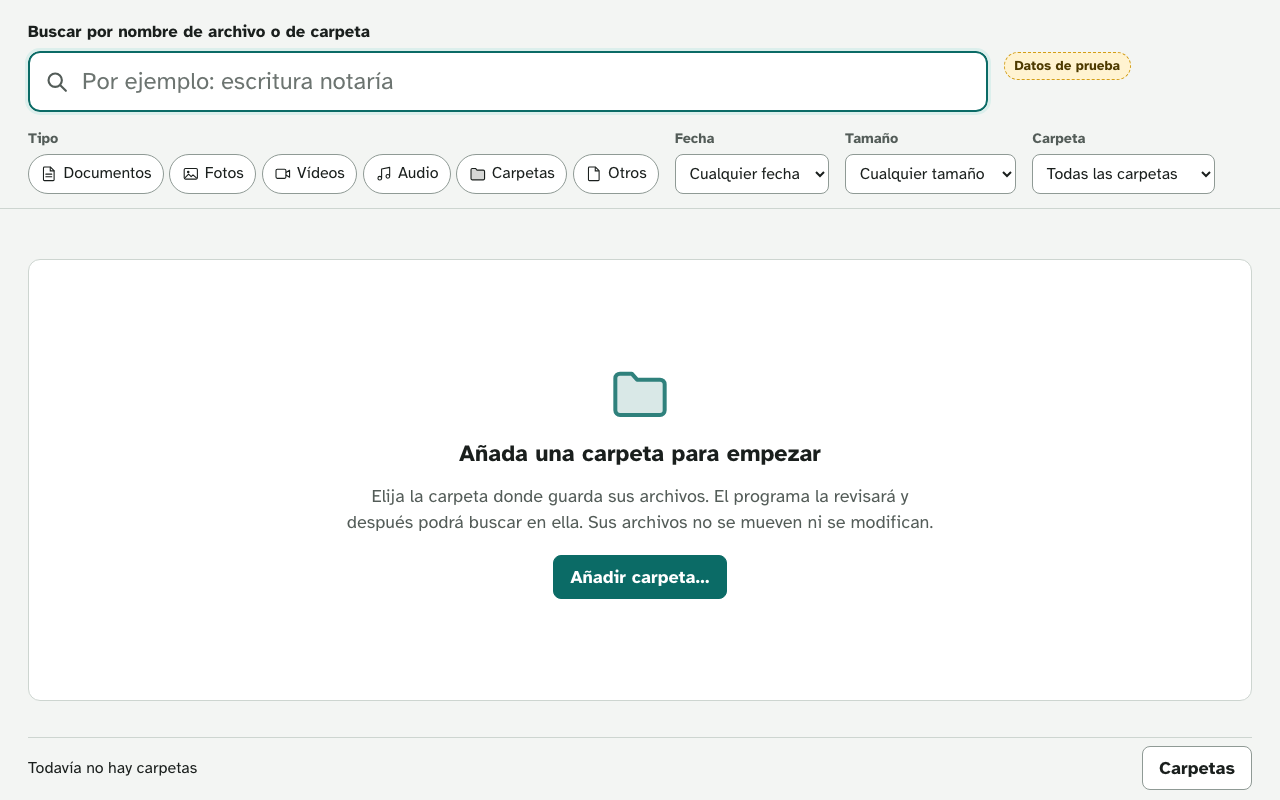 Buscar por nombre de archivo o de carpeta
Por ejemplo: escritura notaría
Datos de prueba
Tipo
Documentos
Fotos
Vídeos
Audio
Carpetas
Otros
Fecha
Cualquier fecha
Tamaño
Cualquier tamaño
Carpeta
Todas las carpetas
Añada una carpeta para empezar
Elija la carpeta donde guarda sus archivos. El programa la revisará y
después podrá buscar en ella. Sus archivos no se mueven ni se modifican.
Añadir carpeta...
Todavía no hay carpetas
Carpetas